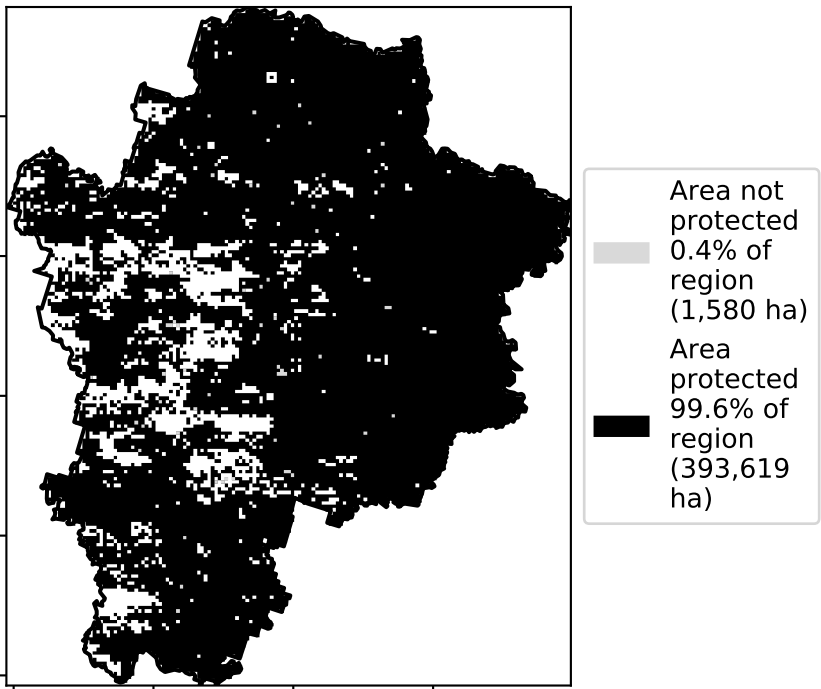 Area not
protected
0.4% of
region
(1,580 ha)
Area
protected
99.6% of
region
(393,619
ha)